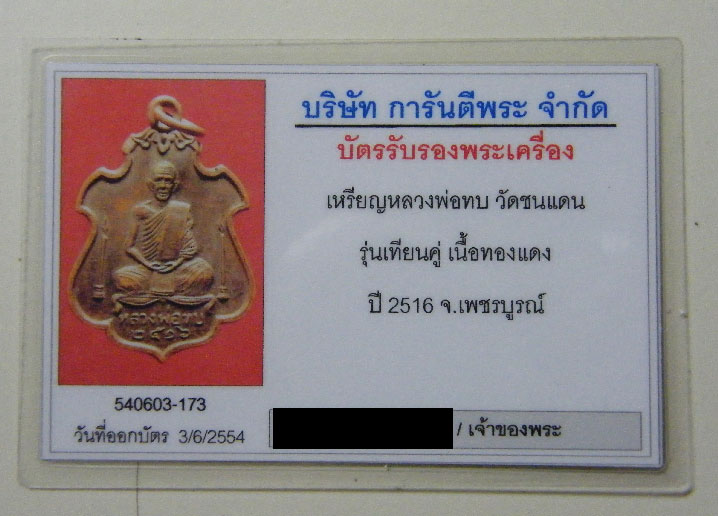 บริษัท การันตีพระ จำกัด
บัตรรับรองพระเครื่อง
เหรียญหลวงพ่อทบ วัดชนแดน
รุ่นเทียนคู่ เนื้อทองแดง
ปี 2516 จ.เพชรบูรณ์
หลวงพ่อทบ
๒๕๑๖
540603-173
วันที่ออกบัตร 3/6/2554
/ เจ้าของพระ